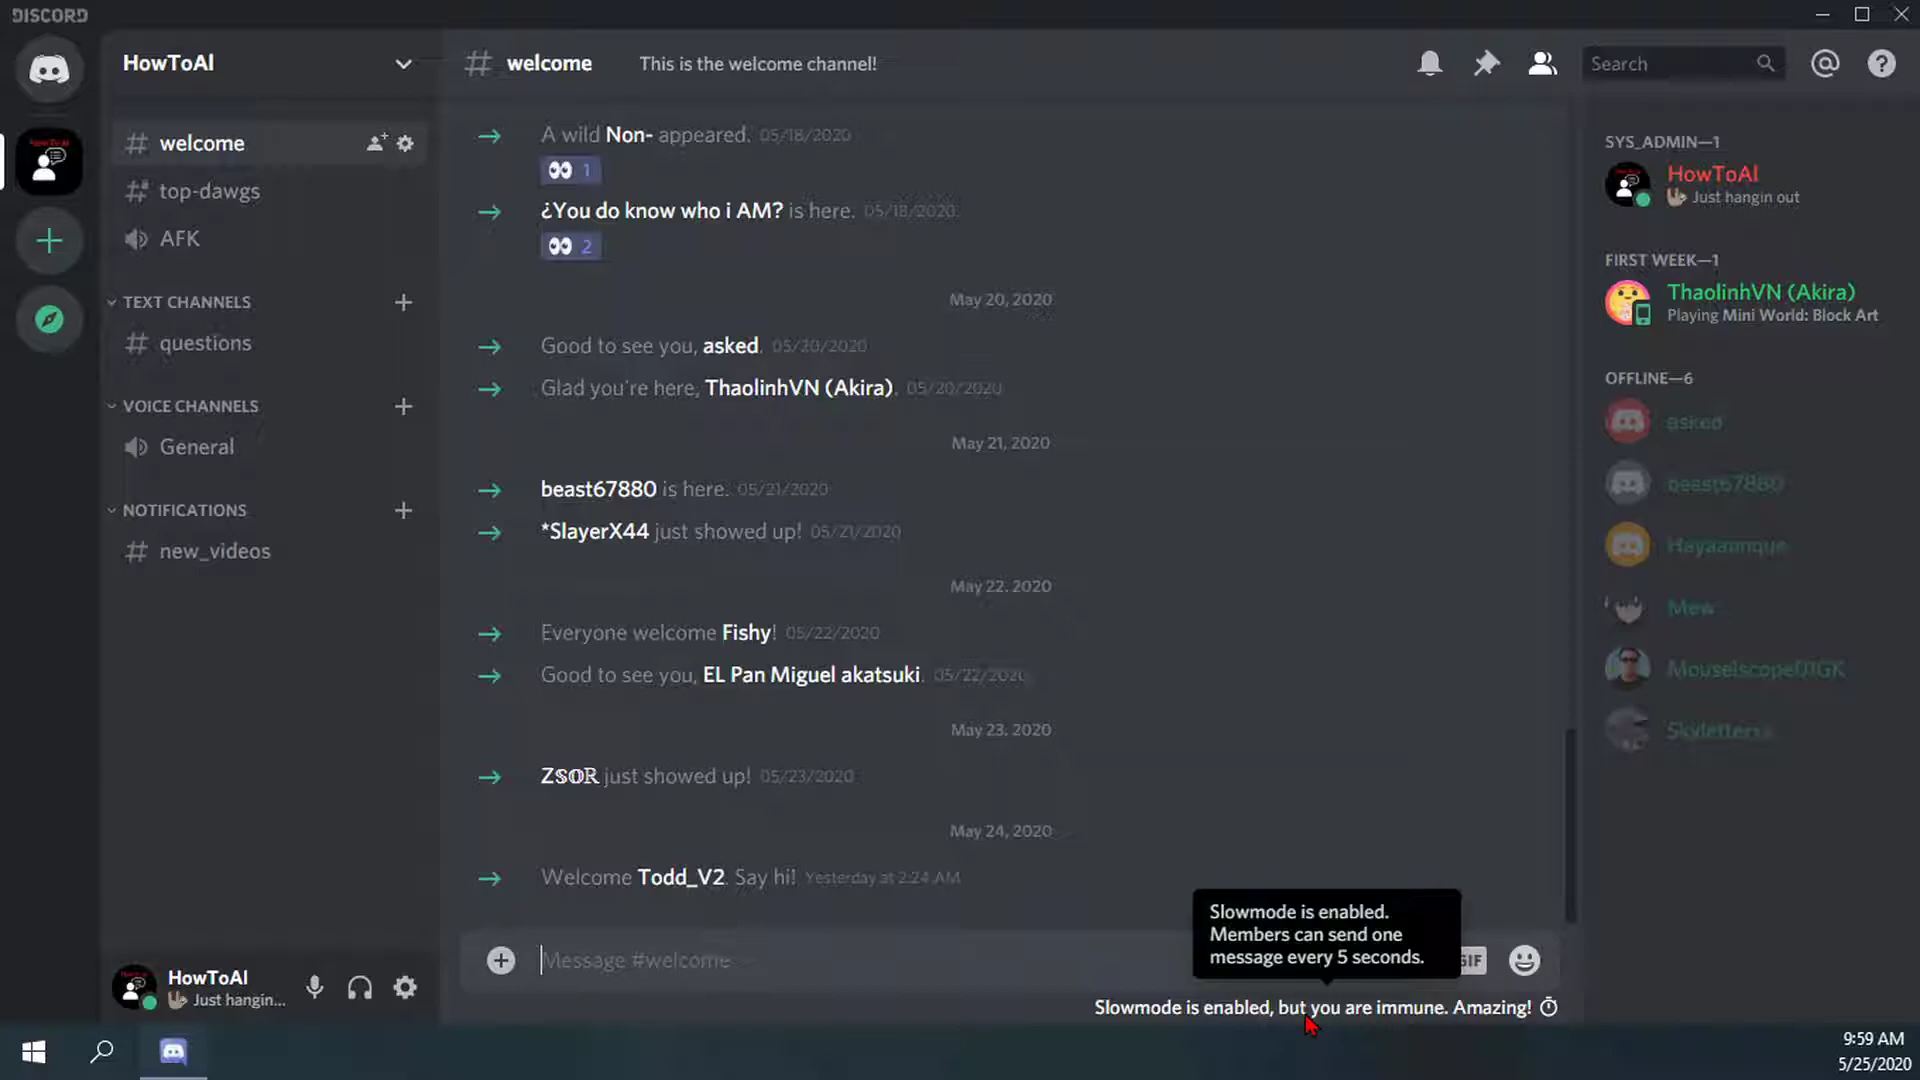 DISCORD
HowToAI
# welcome
This is the welcome channel!
Search
# welcome
# top-dawgs
AFK
TEXT CHANNELS
# questions
VOICE CHANNELS
General
NOTIFICATIONS
# new_videos
A wild Non- appeared. 05/18/2020
1
¿You do know who i AM? is here. 05/18/2020
2
May 20, 2020
Good to see you, asked. 05/20/2020
Glad you're here, ThaolinhVN (Akira). 05/20/2020
May 21, 2020
beast67880 is here. 05/21/2020
*SlayerX44 just showed up! 05/21/2020
May 22, 2020
Everyone welcome Fishy! 05/22/2020
Good to see you, EL Pan Miguel akatsuki. 05/22/2020
May 23, 2020
Zsoℝ just showed up! 05/23/2020
May 24, 2020
Welcome Todd_V2. Say hi! Yesterday at 2:24 AM
Slowmode is enabled.
Members can send one
message every 5 seconds.
Message #welcome
GIF
Slowmode is enabled, but you are immune. Amazing!
SYS_ADMIN—1
HowToAI
Just hangin out
FIRST WEEK—1
ThaolinhVN (Akira)
Playing Mini World: Block Art
OFFLINE—6
asked
beast67880
Mew
HowToAI
Just hangin...
9:59 AM
5/25/2020